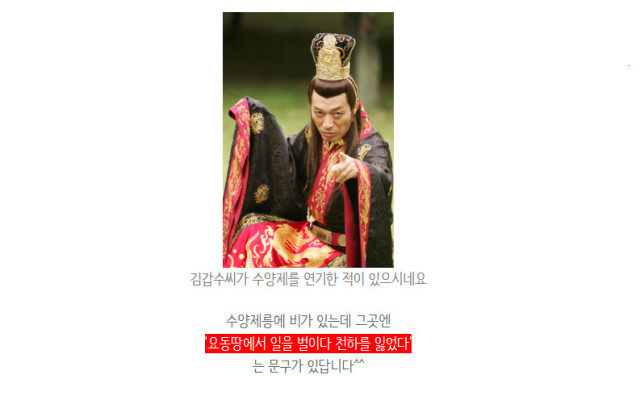 김갑수씨가 수양제를 연기한 적이 있으시네요
수양제릉에 비가 있는데 그곳엔
'요동땅에서 일을 벌이다 천하를 잃었다'
는 문구가 있답니다^^